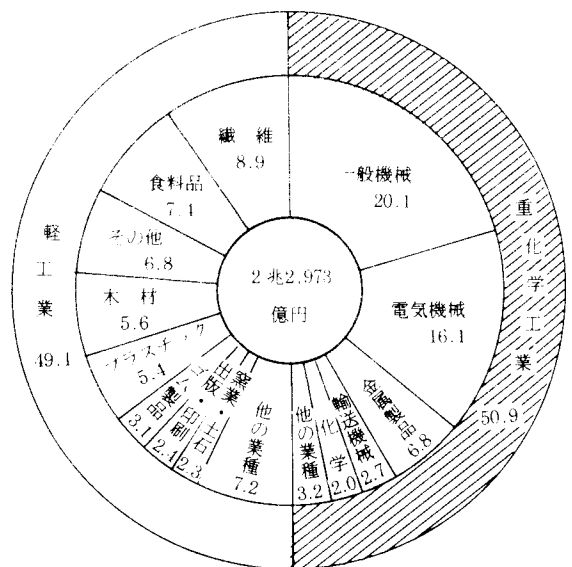 繊維
8.9
食料品
7.1
その他
6.8
木材
5.6
プラスチック
5.4
ゴム製品
3.1
出版・印刷
2.4
窯業・土石
2.3
他の業種
7.2
軽工業
49.1
2兆2,973
億円
一般機械
20.1
電気機械
16.1
金属製品
6.8
輸送機械
2.7
化学
2.0
他の業種
3.2
重化学工業
50.9